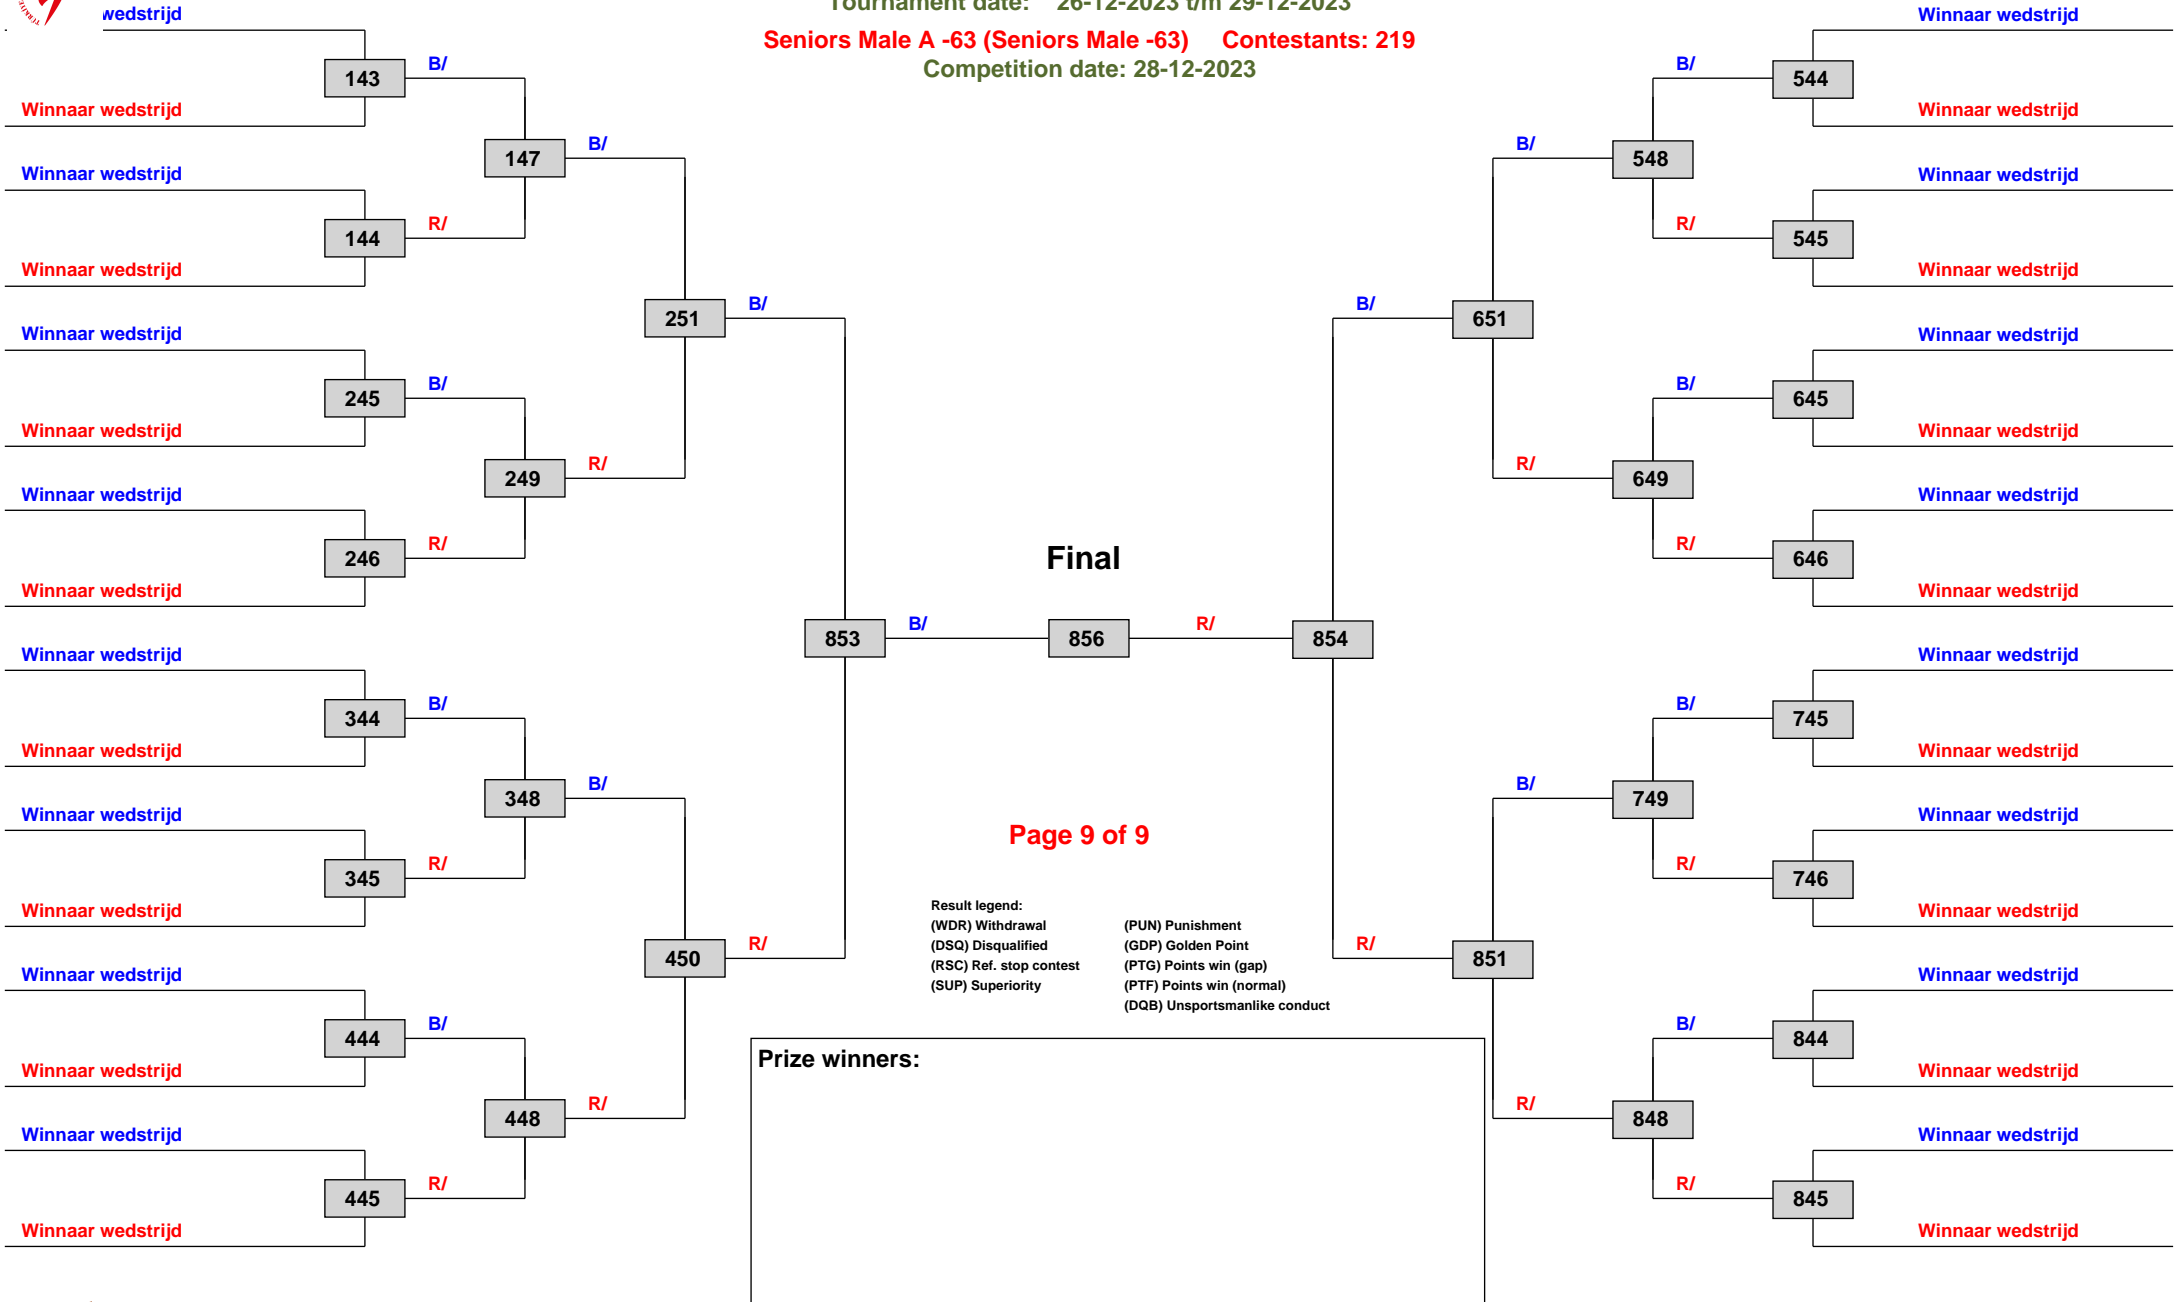 Tournament date: 26-12-2023 t/m 29-12-2023
Seniors Male A -63 (Seniors Male -63) Contestants: 219
Competition date: 28-12-2023
wedstrijd
143
B/
Winnaar wedstrijd
147
B/
Winnaar wedstrijd
144
R/
Winnaar wedstrijd
251
B/
Winnaar wedstrijd
245
B/
Winnaar wedstrijd
249
R/
Winnaar wedstrijd
246
R/
Winnaar wedstrijd
853
B/
Winnaar wedstrijd
344
B/
Winnaar wedstrijd
348
B/
Winnaar wedstrijd
345
R/
Winnaar wedstrijd
450
R/
Winnaar wedstrijd
444
B/
Winnaar wedstrijd
448
R/
Winnaar wedstrijd
445
R/
Winnaar wedstrijd
Final
856
R/
854
Winnaar wedstrijd
B/
544
Winnaar wedstrijd
B/
548
Winnaar wedstrijd
R/
545
Winnaar wedstrijd
B/
651
Winnaar wedstrijd
B/
645
Winnaar wedstrijd
R/
649
Winnaar wedstrijd
R/
646
Winnaar wedstrijd
Winnaar wedstrijd
B/
745
Winnaar wedstrijd
B/
749
Winnaar wedstrijd
R/
746
Winnaar wedstrijd
R/
851
Winnaar wedstrijd
B/
844
Winnaar wedstrijd
R/
848
Winnaar wedstrijd
R/
845
Winnaar wedstrijd
Page 9 of 9
Result legend:
(WDR) Withdrawal
(DSQ) Disqualified
(RSC) Ref. stop contest
(SUP) Superiority
(PUN) Punishment
(GDP) Golden Point
(PTG) Points win (gap)
(PTF) Points win (normal)
(DQB) Unsportsmanlike conduct
Prize winners: